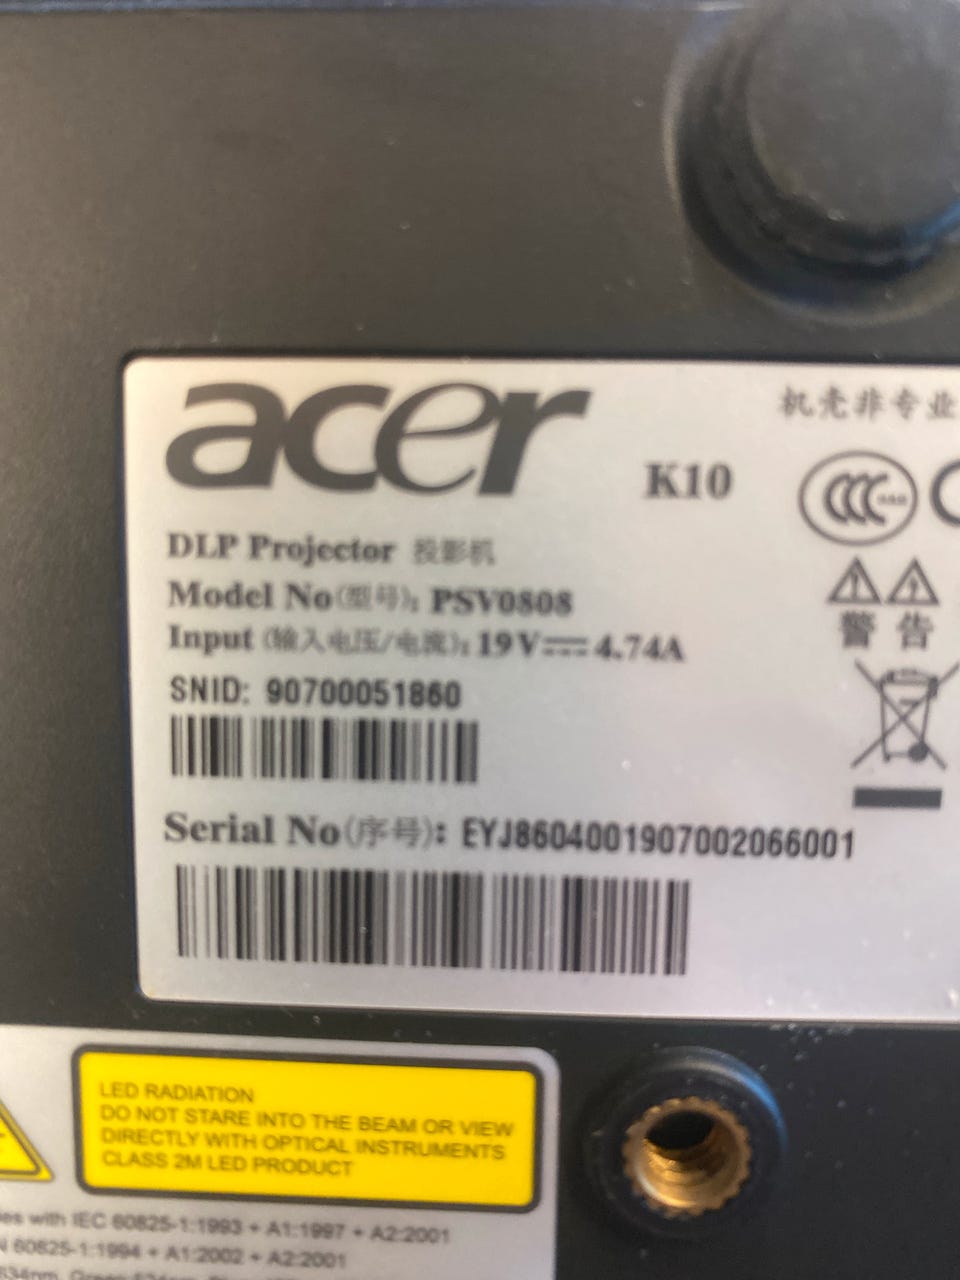 acer
机壳非专业
K10
DLP Projector 投影机
Model No(型号): PSV0808
Input (输入电压/电流): 19V 4.74A
警告
SNID: 90700051860
Serial No(序号): EYJ8604001907002066001
LED RADIATION
DO NOT STARE INTO THE BEAM OR VIEW
DIRECTLY WITH OPTICAL INSTRUMENTS
CLASS 2M LED PRODUCT
with IEC 60825-1:1993 + A1:1997 + A2:2001
60825-1:1994 + A1:2002 + A2:2001